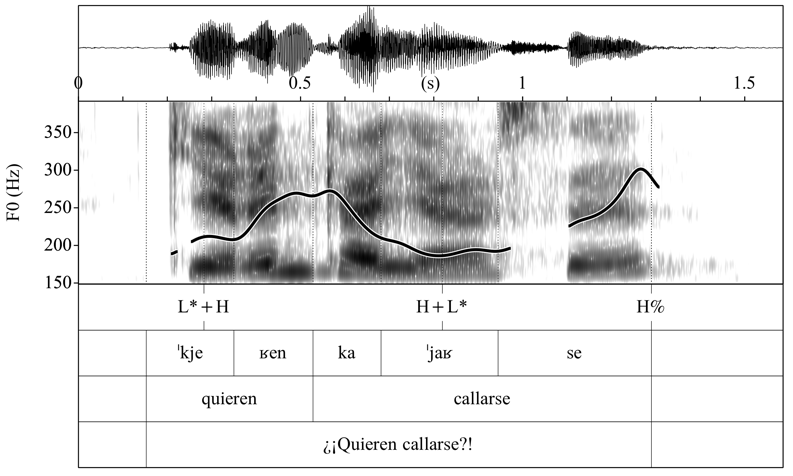 0 0.5 (s) 1 1.5
F0 (Hz)
350
300
250
200
150
L* + H H + L* H%
ˈkje ʁen ka ˈjaʁ se
quieren callarse
¿¡Quieren callarse?!